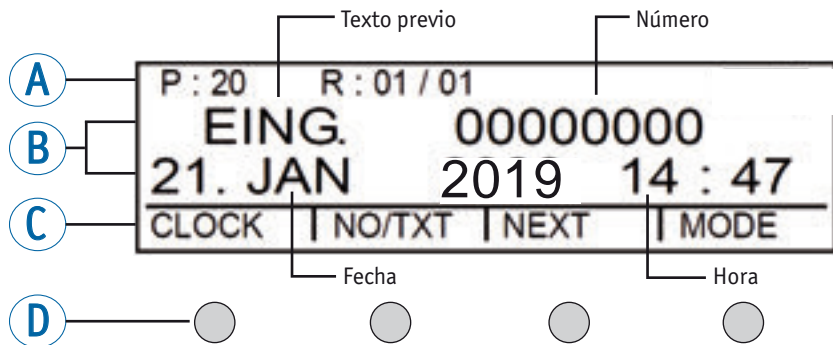 Texto previo Número
A P : 20 R : 01 / 01
B EING. 00000000
21. JAN 2019 14 : 47
C CLOCK | NO/TXT | NEXT | MODE
Fecha Hora
D